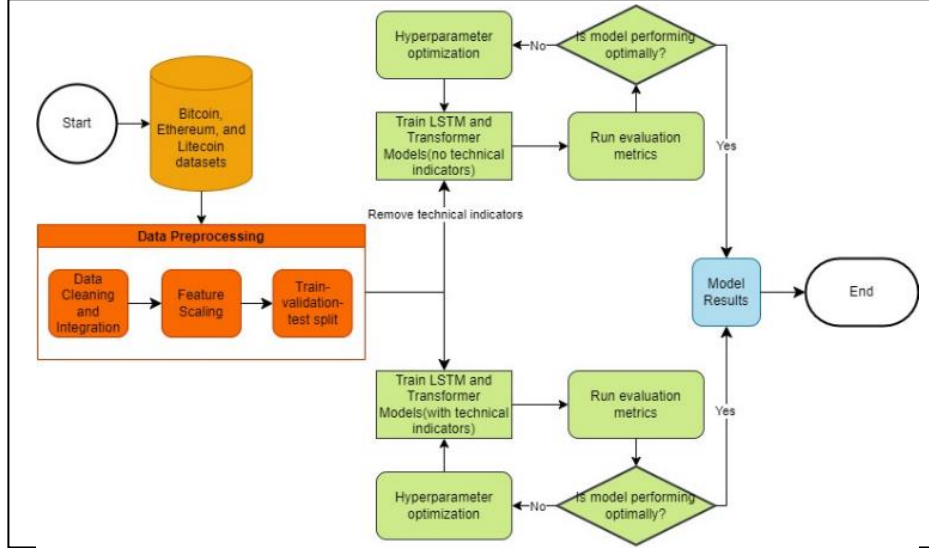 Start
Bitcoin,
Ethereum, and
Litecoin
datasets
Data Preprocessing
Data
Cleaning
and
Integration
Feature
Scaling
Train-
validation-
test split
Hyperparameter
optimization
No
Is model performing
optimally?
Train LSTM and
Transformer
Models(no technical
indicators)
Run evaluation
metrics
Yes
Remove technical indicators
Model
Results
End
Train LSTM and
Transformer
Models(with technical
indicators)
Run evaluation
metrics
Yes
Hyperparameter
optimization
No
Is model performing
optimally?